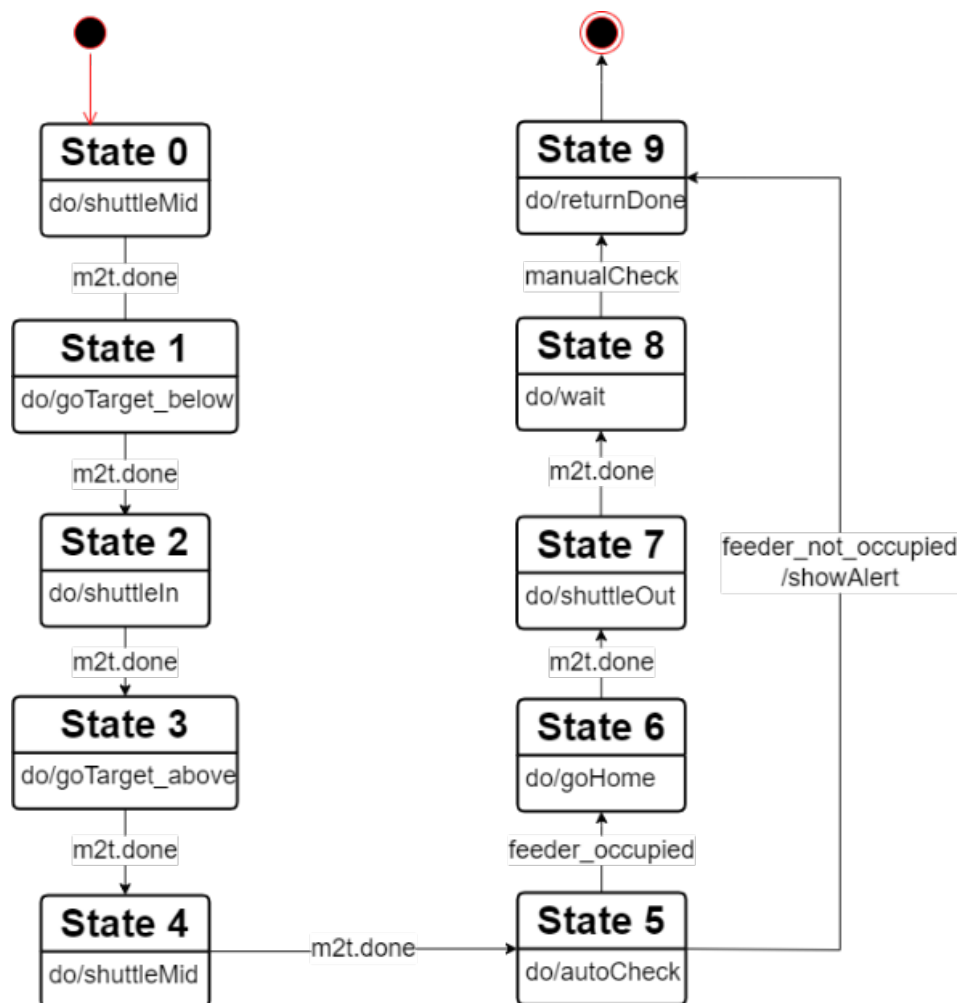 State 0
do/shuttleMid
m2t.done
State 1
do/goTarget_below
m2t.done
State 2
do/shuttleIn
m2t.done
State 3
do/goTarget_above
m2t.done
State 4
do/shuttleMid
m2t.done
State 5
do/autoCheck
feeder_occupied
State 6
do/goHome
m2t.done
State 7
do/shuttleOut
m2t.done
State 8
do/wait
manualCheck
State 9
do/returnDone
feeder_not_occupied
/showAlert